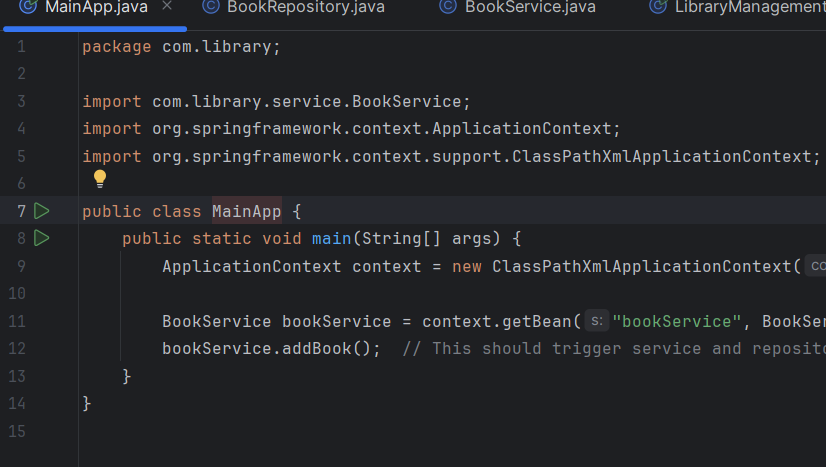 MainApp.java × BookRepository.java BookService.java LibraryManagement
1 package com.library;
2
3 import com.library.service.BookService;
4 import org.springframework.context.ApplicationContext;
5 import org.springframework.context.support.ClassPathXmlApplicationContext;
6
7 public class MainApp {
8 public static void main(String[] args) {
9 ApplicationContext context = new ClassPathXmlApplicationContext( co
10
11 BookService bookService = context.getBean( s: "bookService", BookSer
12 bookService.addBook(); // This should trigger service and reposito
13 }
14 }
15